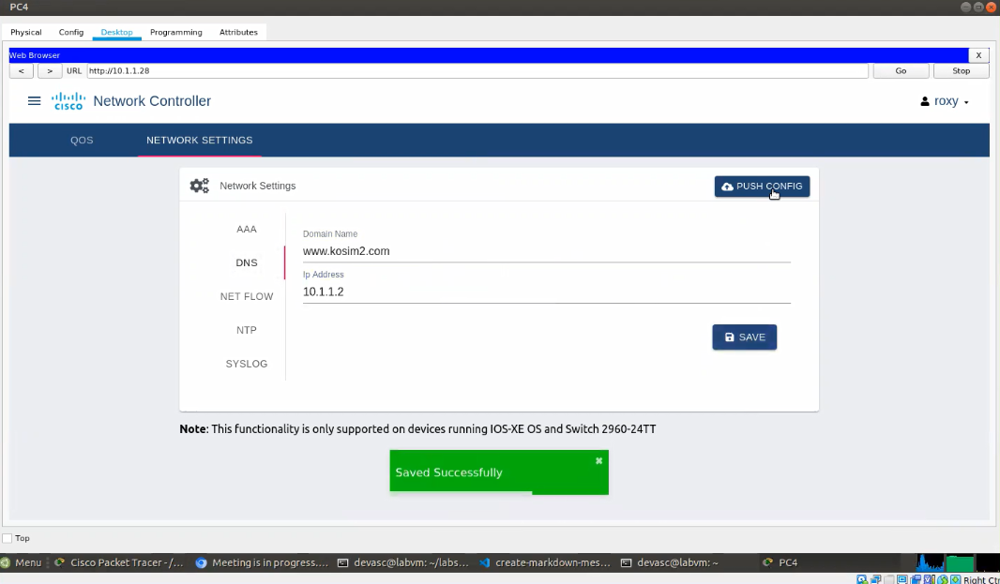 PC4
Physical Config Desktop Programming Attributes
Web Browser X
< > URL http://10.1.1.28 Go Stop
CISCO Network Controller roxy
QOS NETWORK SETTINGS
Network Settings PUSH CONFIG
AAA
DNS
NET FLOW
NTP
SYSLOG
Domain Name
www.kosim2.com
Ip Address
10.1.1.2
SAVE
Note: This functionality is only supported on devices running IOS-XE OS and Switch 2960-24TT
Saved Successfully
Top
Menu Cisco Packet Tracer -/... Meeting is in progress.... devasc@labvm: ~/labs... create-markdown-mes... devasc@labvm: ~ PC4
Right Ctr